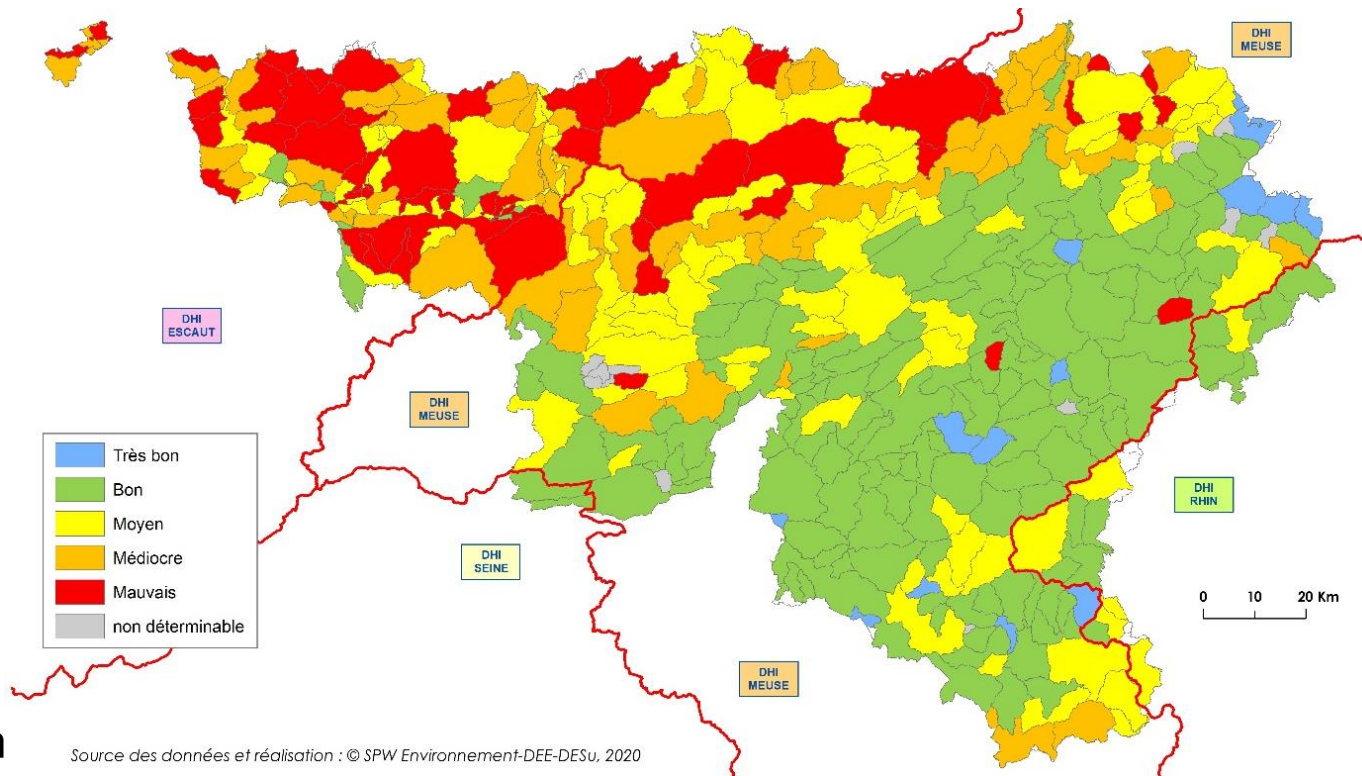 DHI
MEUSE
DHI
ESCAUT
DHI
MEUSE
Très bon
Bon
Moyen
Médiocre
Mauvais
non déterminable
DHI
RHIN
DHI
SEINE
0 10 20 Km
DHI
MEUSE
Source des données et réalisation : © SPW Environnement-DEE-DESu, 2020